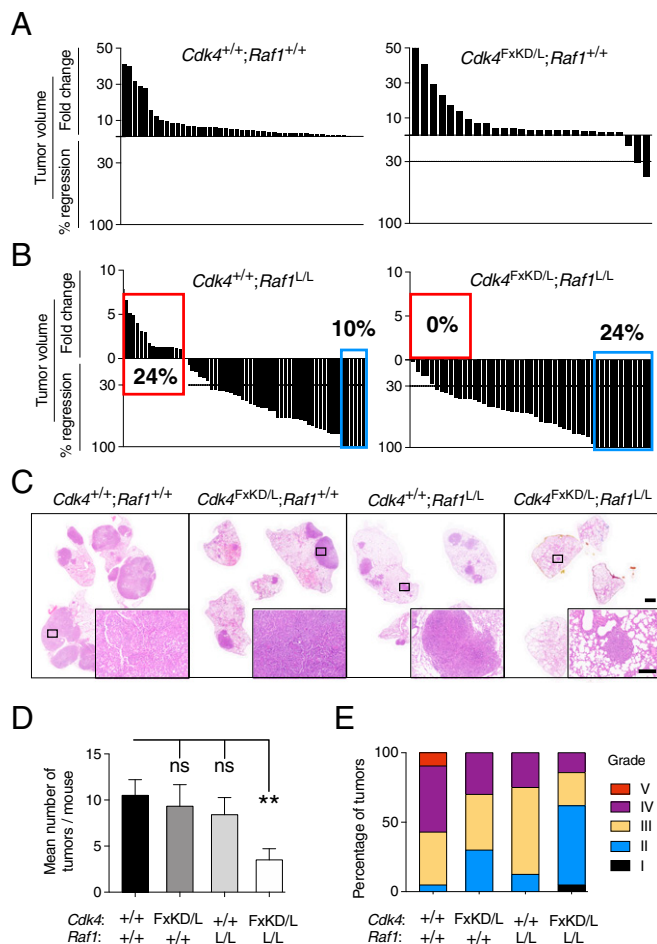 A
Cdk4+/+;Raf1+/+
Cdk4FxKD/L;Raf1+/+
Tumor volume
Fold change
% regression
50
30
10
30
100
50
30
10
30
100
B
Cdk4+/+;Raf1L/L
Cdk4FxKD/L;Raf1L/L
Tumor volume
Fold change
% regression
10
5
0
30
100
24%
10%
10
5
0
30
100
0%
24%
C
Cdk4+/+;Raf1+/+
Cdk4FxKD/L;Raf1+/+
Cdk4+/+;Raf1L/L
Cdk4FxKD/L;Raf1L/L
D
Mean number of
tumors / mouse
15
10
5
0
ns
ns
**
Cdk4: +/+ FxKD/L +/+ FxKD/L
Raf1: +/+ +/+ L/L L/L
E
Percentage of tumors
100
50
0
Grade
V
IV
III
II
I
Cdk4: +/+ FxKD/L +/+ FxKD/L
Raf1: +/+ +/+ L/L L/L